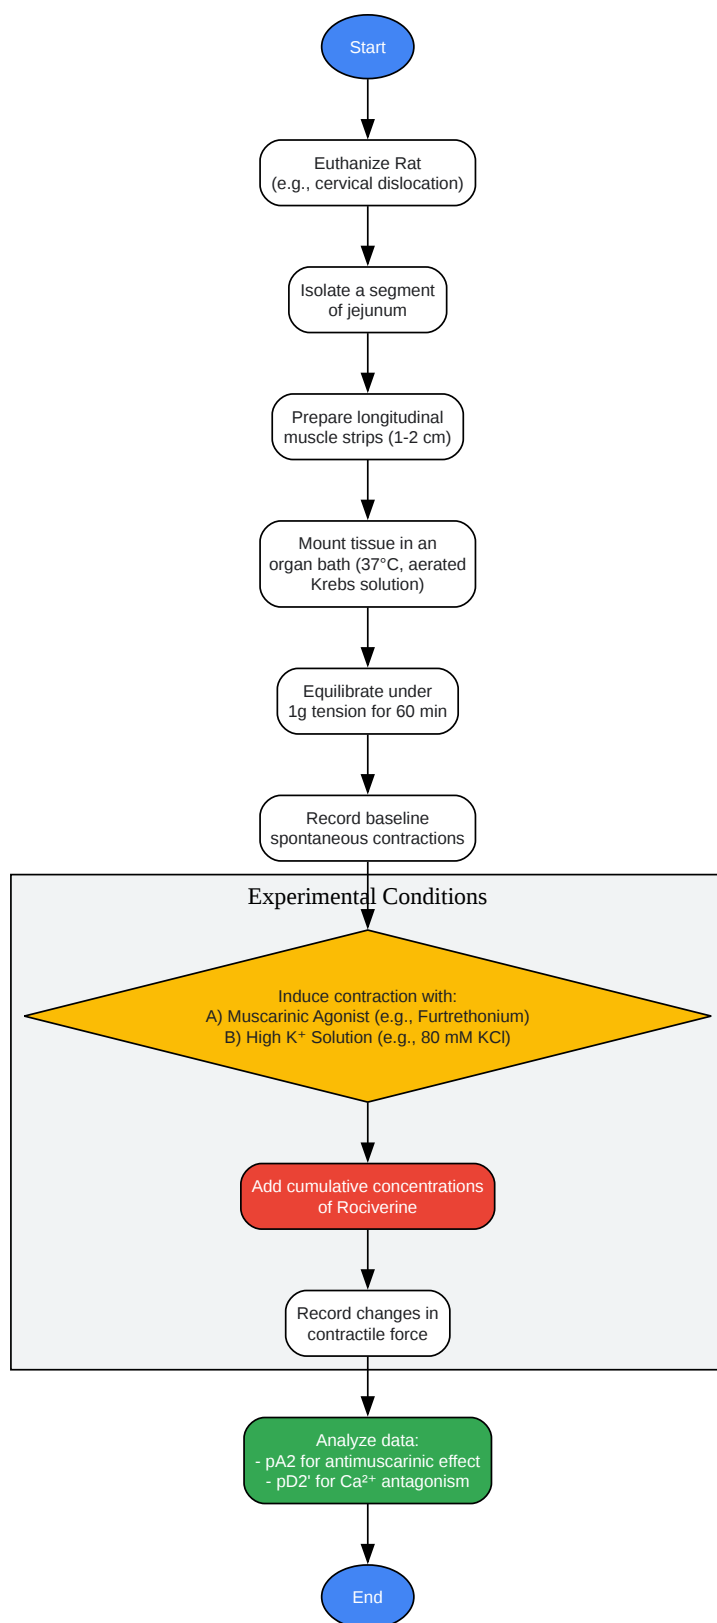 Start
Euthanize Rat
(e.g., cervical dislocation)
Isolate a segment
of jejunum
Prepare longitudinal
muscle strips (1-2 cm)
Mount tissue in an
organ bath (37°C, aerated
Krebs solution)
Equilibrate under
1g tension for 60 min
Record baseline
spontaneous contractions
Experimental Conditions
Induce contraction with:
A) Muscarinic Agonist (e.g., Furtrethonium)
B) High K⁺ Solution (e.g., 80 mM KCl)
Add cumulative concentrations
of Rociverine
Record changes in
contractile force
Analyze data:
- pA2 for antimuscarinic effect
- pD2' for Ca²⁺ antagonism
End